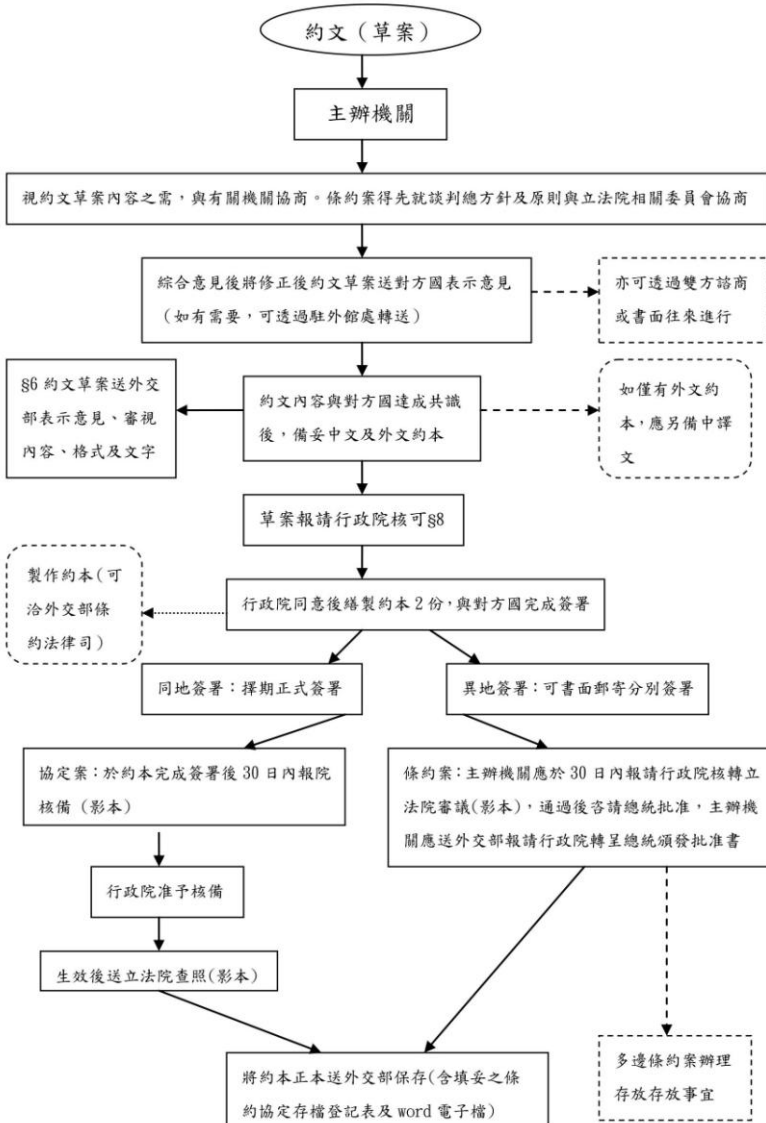 約文（草案）
主辦機關
視約文草案內容之需，與有關機關協商。條約案得先就談判總方針及原則與立法院相關委員會協商
綜合意見後將修正後約文草案送對方國表示意見
（如有需要，可透過駐外館處轉送）
亦可透過雙方諮商
或書面往來進行
§6 約文草案送外交
部表示意見、審視
內容、格式及文字
約文內容與對方國達成共識
後，備妥中文及外文約本
如僅有外文約
本，應另備中譯
文
草案報請行政院核可§8
製作約本(可
洽外交部條
約法律司)
行政院同意後繕製約本 2 份，與對方國完成簽署
同地簽署：擇期正式簽署
異地簽署：可書面郵寄分別簽署
協定案：於約本完成簽署後 30 日內報院
核備 (影本)
條約案：主辦機關應於 30 日內報請行政院核轉立
法院審議(影本)，通過後咨請總統批准，主辦機
關應送外交部報請行政院轉呈總統頒發批准書
行政院准予核備
生效後送立法院查照(影本)
將約本正本送外交部保存(含填妥之條
約協定存檔登記表及 word 電子檔)
多邊條約案辦理
存放存放事宜